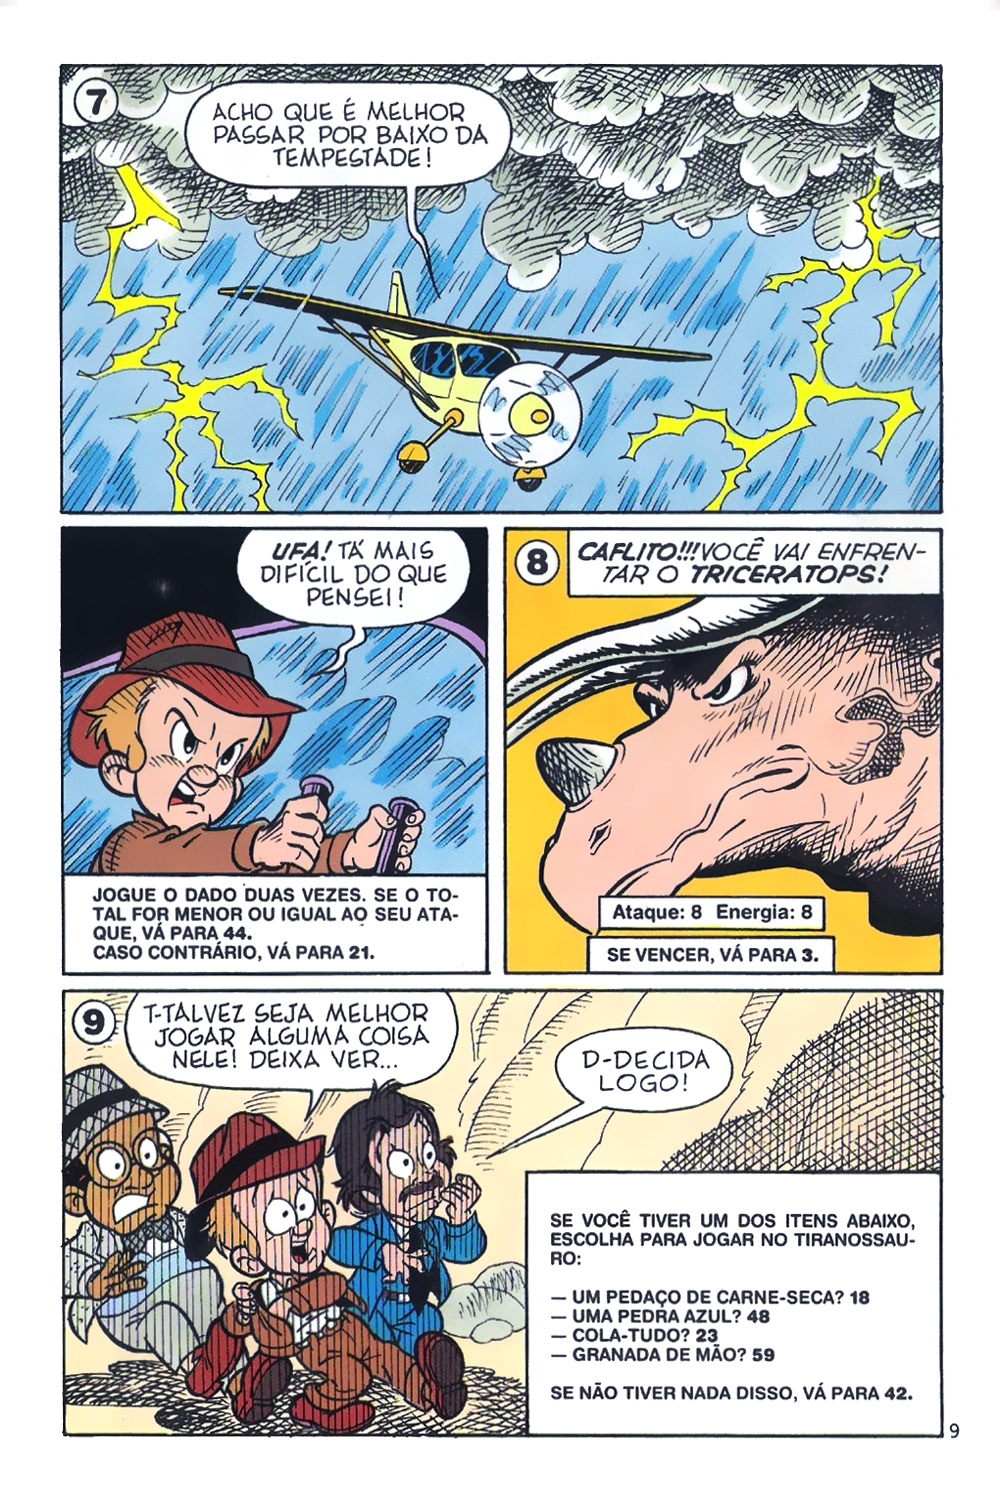 7
ACHO QUE É MELHOR
PASSAR POR BAIXO DA
TEMPESTADE!
UFA! TÁ MAIS
DIFÍCIL DO QUE
PENSEI!
JOGUE O DADO DUAS VEZES. SE O TO-
TAL FOR MENOR OU IGUAL AO SEU ATA-
QUE, VÁ PARA 44.
CASO CONTRÁRIO, VÁ PARA 21.
8
CAFLITO!!! VOCÊ VAI ENFREN-
TAR O TRICERATOPS!
Ataque: 8 Energia: 8
SE VENCER, VÁ PARA 3.
9
T-TALVEZ SEJA MELHOR
JOGAR ALGUMA COISA
NELE! DEIXA VER...
D-DECIDA
LOGO!
SE VOCÊ TIVER UM DOS ITENS ABAIXO,
ESCOLHA PARA JOGAR NO TIRANOSSAU-
RO:
— UM PEDAÇO DE CARNE-SECA? 18
— UMA PEDRA AZUL? 48
— COLA-TUDO? 23
— GRANADA DE MÃO? 59
SE NÃO TIVER NADA DISSO, VÁ PARA 42.
9